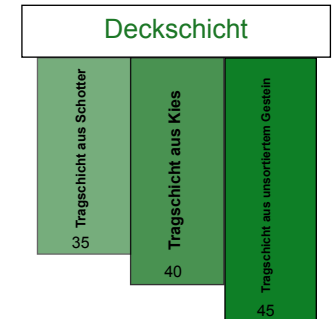 Deckschicht
Tragschicht aus Schotter
35
Tragschicht aus Kies
40
Tragschicht aus unsortiertem Gestein
45